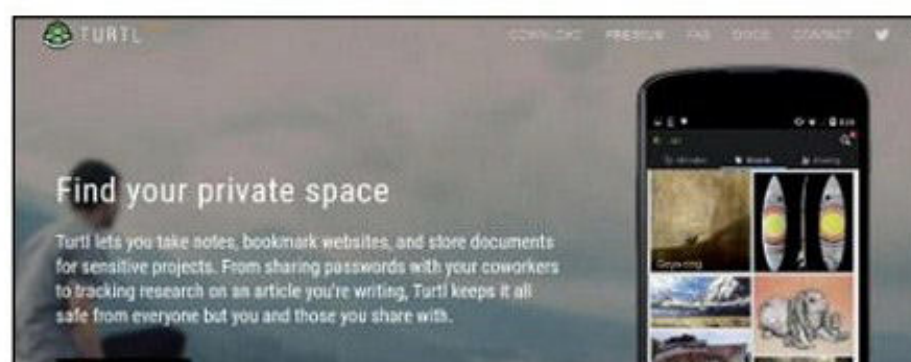 TURTL
DOWNLOAD PREMIUM FAQ DOCS CONTACT
Find your private space
Turtl lets you take notes, bookmark websites, and store documents
for sensitive projects. From sharing passwords with your coworkers
to tracking research on an article you're writing, Turtl keeps it all
safe from everyone but you and those you share with.